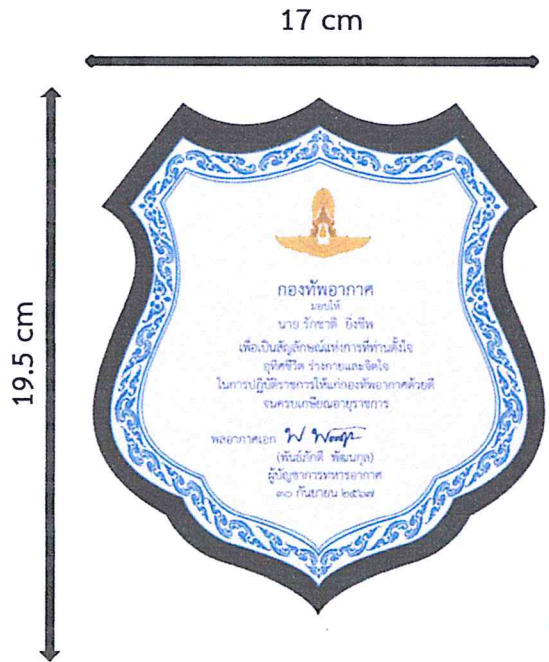 17 cm
19.5 cm
กองทัพอากาศ
มอบให้
นาย รักชาติ ยิ่งชีพ
เพื่อเป็นสัญลักษณ์แห่งการที่ท่านตั้งใจ
อุทิศชีวิต ร่างกายและจิตใจ
ในการปฏิบัติราชการให้แก่กองทัพอากาศด้วยดี
จนครบเกษียณอายุราชการ
พลอากาศเอก
(พันธ์ภักดี พัฒนกุล)
ผู้บัญชาการทหารอากาศ
๓๐ กันยายน ๒๕๖๗